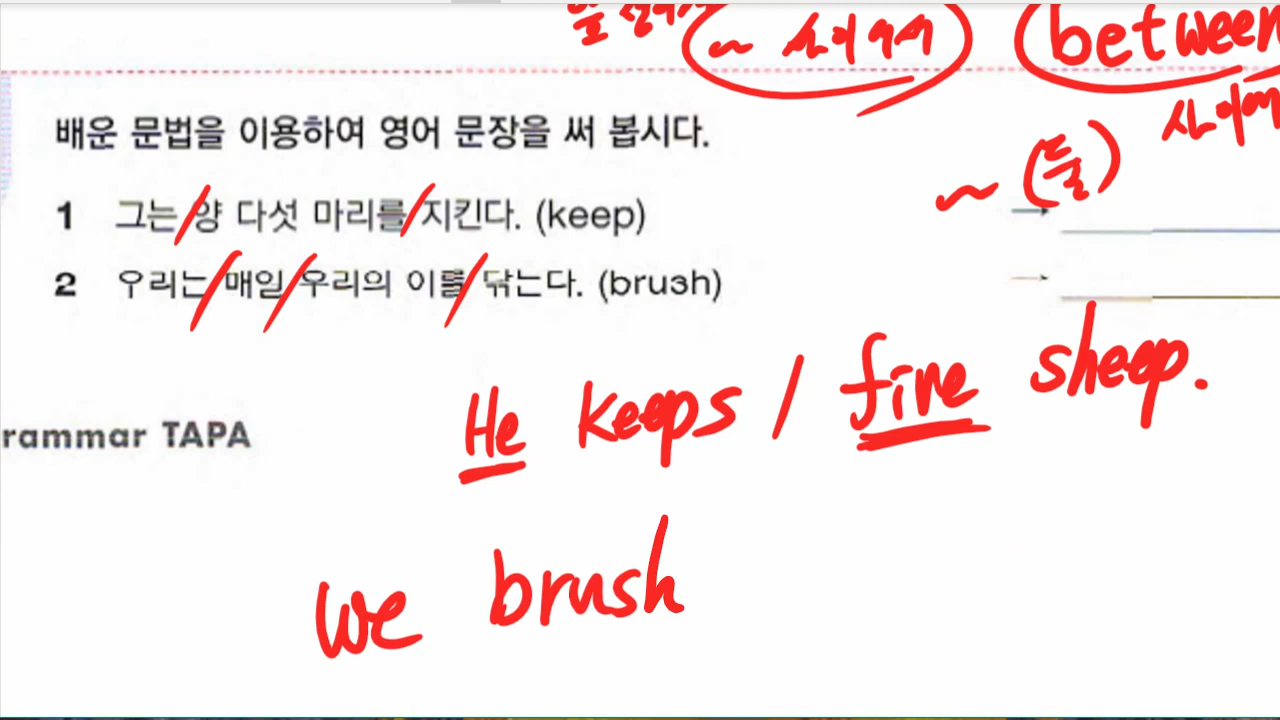 ~ 사이에서 between
사이에
배운 문법을 이용하여 영어 문장을 써 봅시다.
~ (들)
1 그는/양 다섯 마리를/지킨다. (keep) →
2 우리는/매일/우리의 이를/닦는다. (brush) →
He keeps / five sheep.
rammar TAPA
we brush